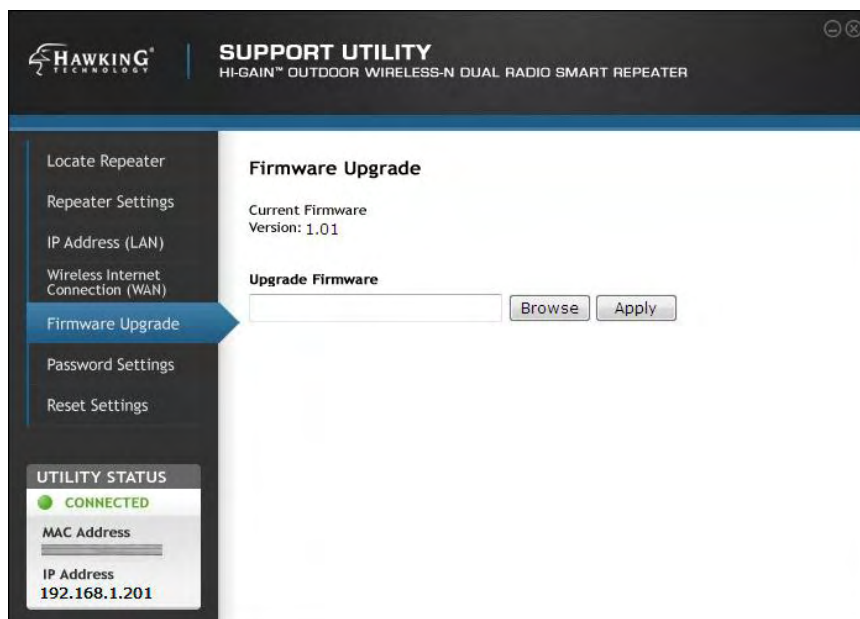 HAWKING®
TECHNOLOGY
SUPPORT UTILITY
HI-GAIN™ OUTDOOR WIRELESS-N DUAL RADIO SMART REPEATER
Locate Repeater
Repeater Settings
IP Address (LAN)
Wireless Internet
Connection (WAN)
Firmware Upgrade
Password Settings
Reset Settings
UTILITY STATUS
CONNECTED
MAC Address
IP Address
192.168.1.201
Firmware Upgrade
Current Firmware
Version: 1.01
Upgrade Firmware
Browse Apply